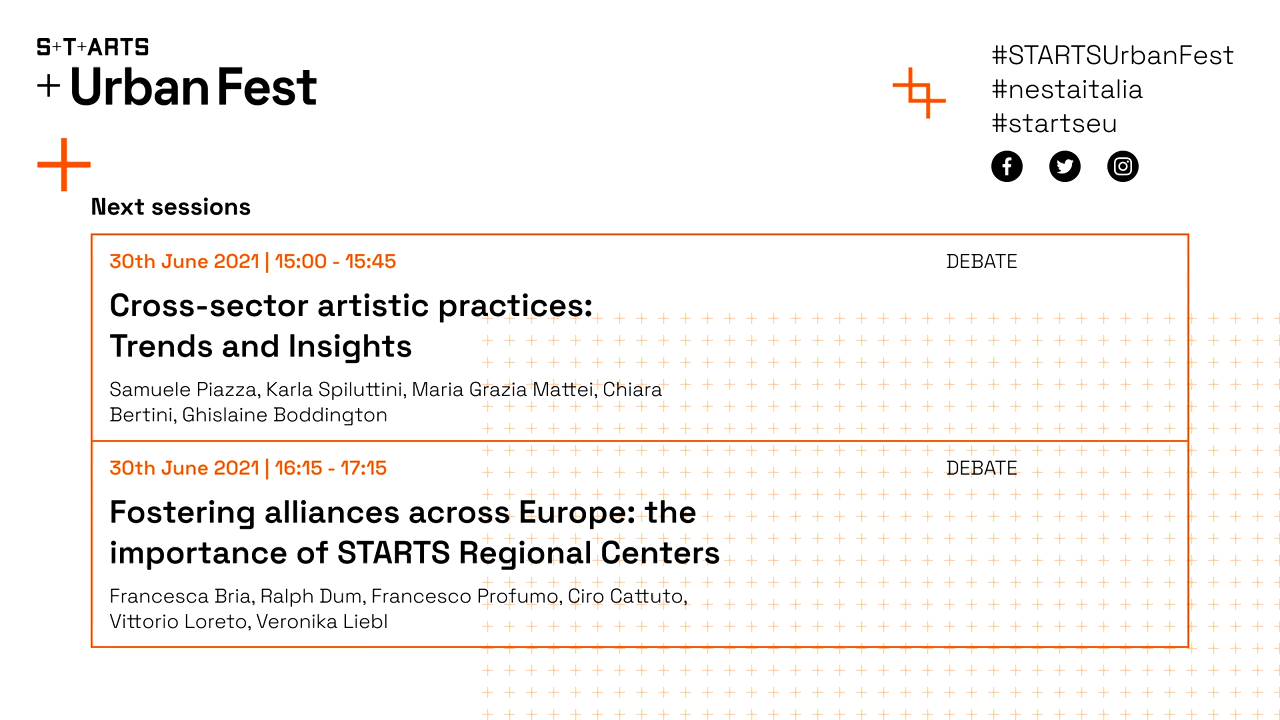 S+T+ARTS
+Urban Fest
#STARTSUrbanFest
#nestaitalia
#startseu
Next sessions
30th June 2021 | 15:00 - 15:45
DEBATE
Cross-sector artistic practices:
Trends and Insights
Samuele Piazza, Karla Spiluttini, Maria Grazia Mattei, Chiara
Bertini, Ghislaine Boddington
30th June 2021 | 16:15 - 17:15
DEBATE
Fostering alliances across Europe: the
importance of STARTS Regional Centers
Francesca Bria, Ralph Dum, Francesco Profumo, Ciro Cattuto,
Vittorio Loreto, Veronika Liebl